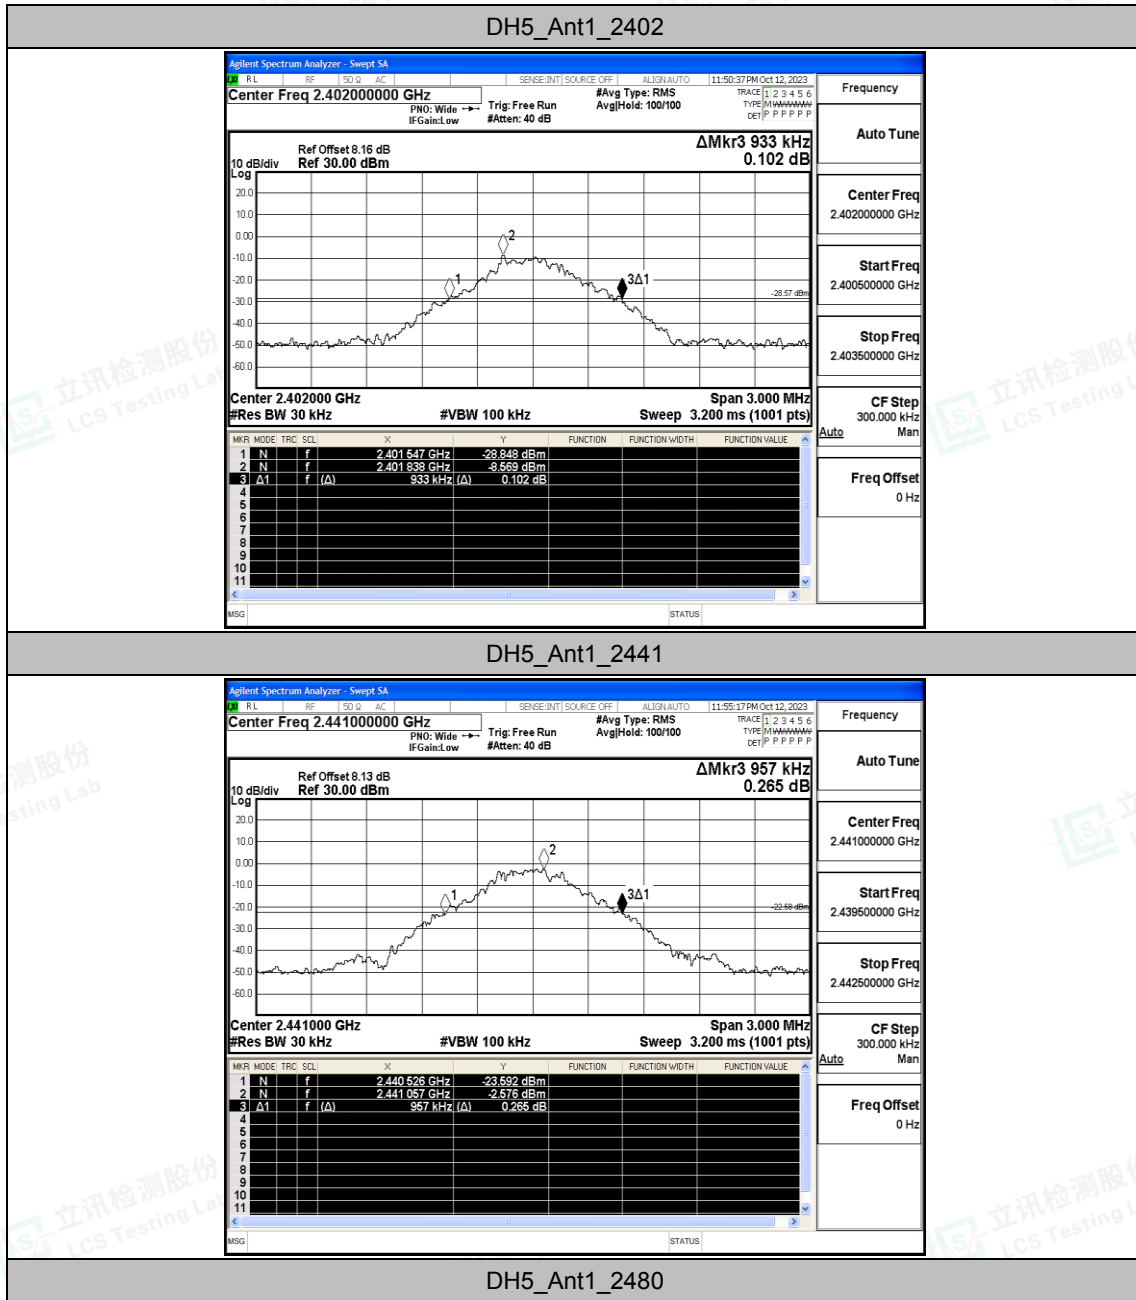 DH5_Ant1_2402
Agilent Spectrum Analyzer - Swept SA
LXI RL RF 50 Ω AC SENSE:INT SOURCE OFF ALIGN AUTO 11:50:37 PM Oct 12, 2023
Center Freq 2.402000000 GHz
PNO: Wide
IFGain:Low
Trig: Free Run
#Atten: 40 dB
#Avg Type: RMS
Avg|Hold: 100/100
TRACE 1 2 3 4 5 6
TYPE M
DET P P P P P P
Frequency
ΔMkr3 933 kHz
0.102 dB
Ref Offset 8.16 dB
10 dB/div Ref 30.00 dBm
Log
20.0
10.0
0.00
-10.0
-20.0
-30.0
-40.0
-50.0
-60.0
1
2
3Δ1
-28.57 dBm
Center 2.402000 GHz Span 3.000 MHz
#Res BW 30 kHz #VBW 100 kHz Sweep 3.200 ms (1001 pts)
MKR MODE TRC SCL X Y FUNCTION FUNCTION WIDTH FUNCTION VALUE
1 N f 2.401 547 GHz -28.848 dBm
2 N f 2.401 838 GHz -8.569 dBm
3 Δ1 f (Δ) 933 kHz (Δ) 0.102 dB
4
5
6
7
8
9
10
11
MSG STATUS
Auto Tune
Center Freq
2.402000000 GHz
Start Freq
2.400500000 GHz
Stop Freq
2.403500000 GHz
CF Step
300.000 kHz
Auto Man
Freq Offset
0 Hz
DH5_Ant1_2441
Agilent Spectrum Analyzer - Swept SA
LXI RL RF 50 Ω AC SENSE:INT SOURCE OFF ALIGN AUTO 11:55:17 PM Oct 12, 2023
Center Freq 2.441000000 GHz
PNO: Wide
IFGain:Low
Trig: Free Run
#Atten: 40 dB
#Avg Type: RMS
Avg|Hold: 100/100
TRACE 1 2 3 4 5 6
TYPE M
DET P P P P P P
Frequency
ΔMkr3 957 kHz
0.265 dB
Ref Offset 8.13 dB
10 dB/div Ref 30.00 dBm
Log
20.0
10.0
0.00
-10.0
-20.0
-30.0
-40.0
-50.0
-60.0
1
2
3Δ1
-22.58 dBm
Center 2.441000 GHz Span 3.000 MHz
#Res BW 30 kHz #VBW 100 kHz Sweep 3.200 ms (1001 pts)
MKR MODE TRC SCL X Y FUNCTION FUNCTION WIDTH FUNCTION VALUE
1 N f 2.440 526 GHz -23.592 dBm
2 N f 2.441 057 GHz -2.576 dBm
3 Δ1 f (Δ) 957 kHz (Δ) 0.265 dB
4
5
6
7
8
9
10
11
MSG STATUS
Auto Tune
Center Freq
2.441000000 GHz
Start Freq
2.439500000 GHz
Stop Freq
2.442500000 GHz
CF Step
300.000 kHz
Auto Man
Freq Offset
0 Hz
DH5_Ant1_2480
立讯检测股份
LCS Testing Lab